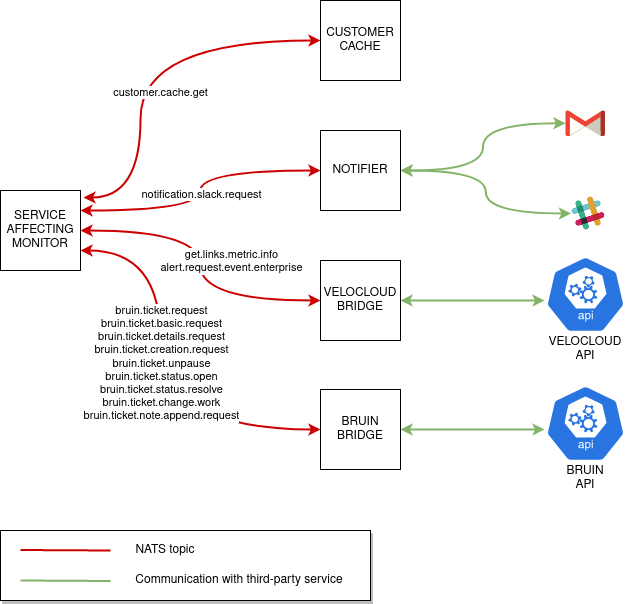 CUSTOMER
CACHE
customer.cache.get
NOTIFIER
notification.slack.request
SERVICE
AFFECTING
MONITOR
get.links.metric.info
alert.request.event.enterprise
VELOCLOUD
BRIDGE
api
VELOCLOUD
API
bruin.ticket.request
bruin.ticket.basic.request
bruin.ticket.details.request
bruin.ticket.creation.request
bruin.ticket.unpause
bruin.ticket.status.open
bruin.ticket.status.resolve
bruin.ticket.change.work
bruin.ticket.note.append.request
BRUIN
BRIDGE
api
BRUIN
API
NATS topic
Communication with third-party service